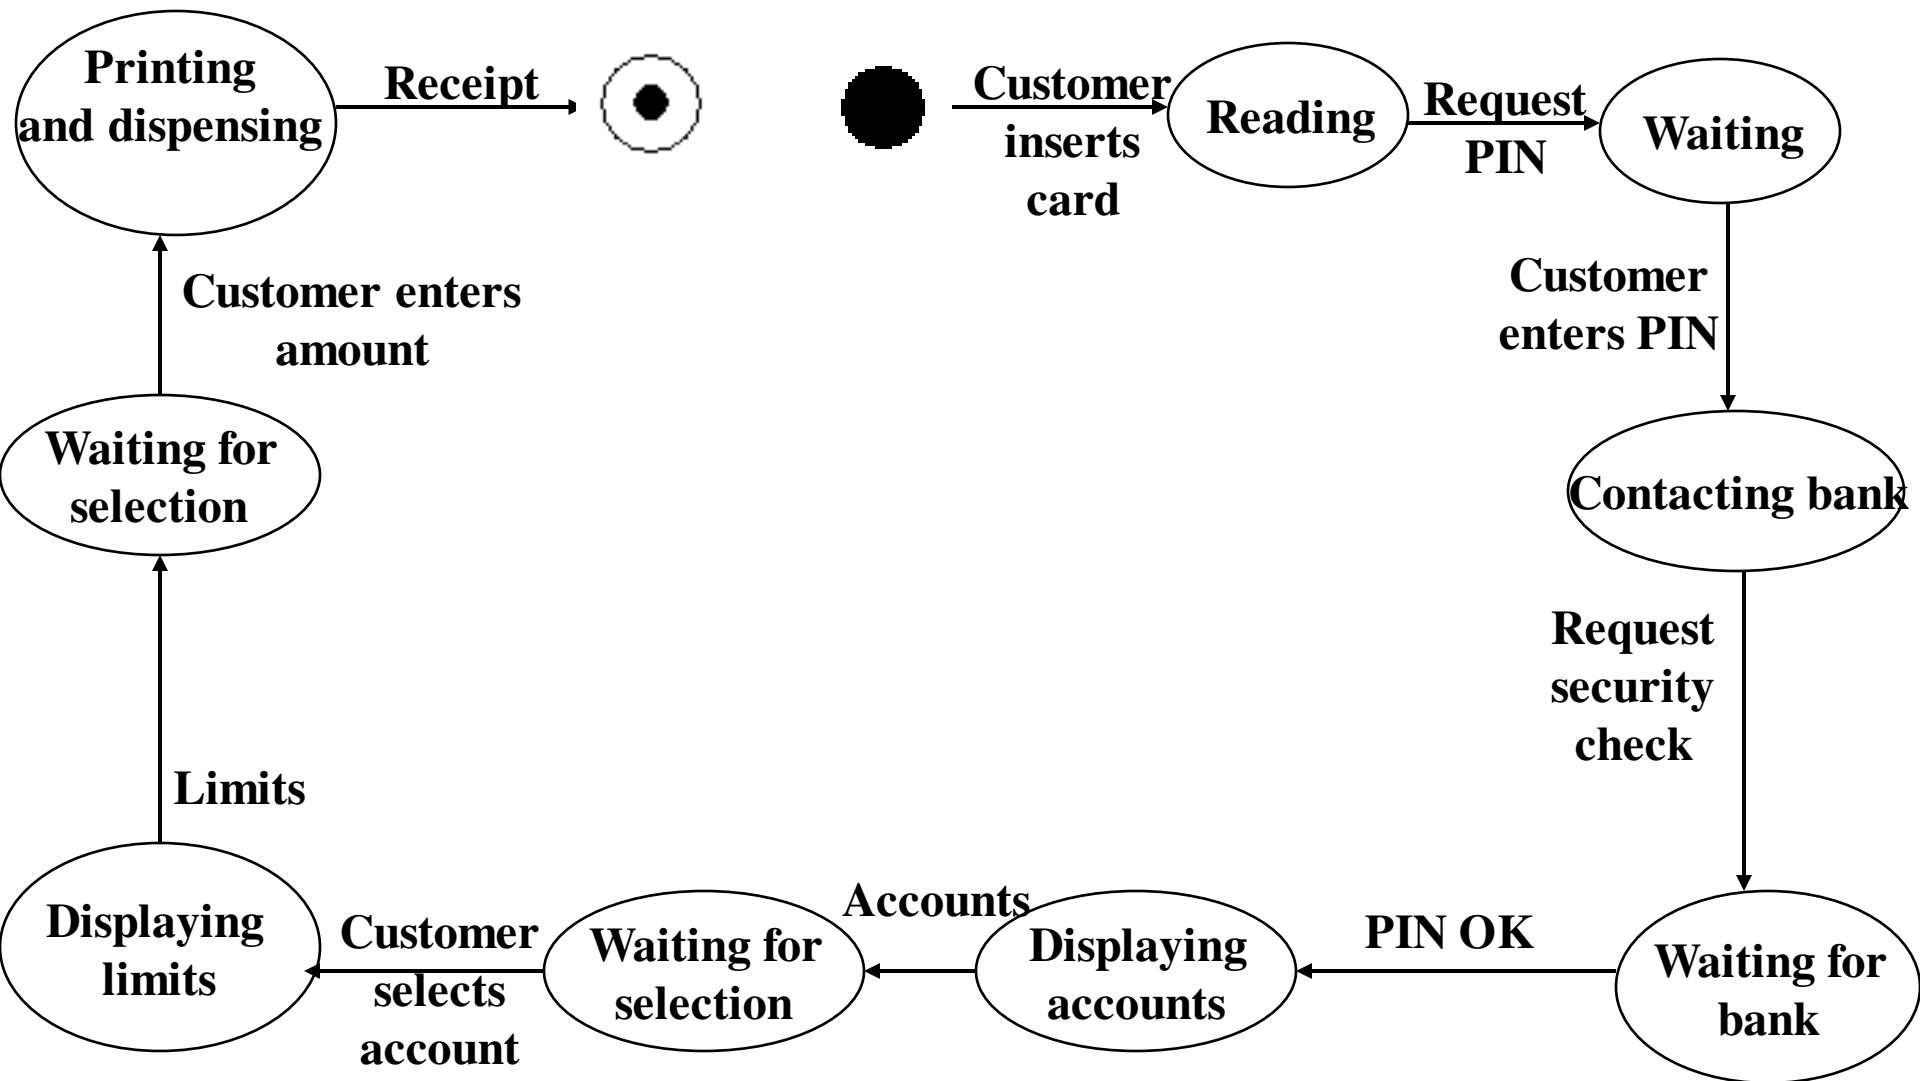 Printing
and dispensing
Receipt
Customer
inserts
card
Reading
Request
PIN
Waiting
Customer enters
amount
Customer
enters PIN
Waiting for
selection
Contacting bank
Request
security
check
Limits
Displaying
limits
Customer
selects
account
Waiting for
selection
Accounts
Displaying
accounts
PIN OK
Waiting for
bank